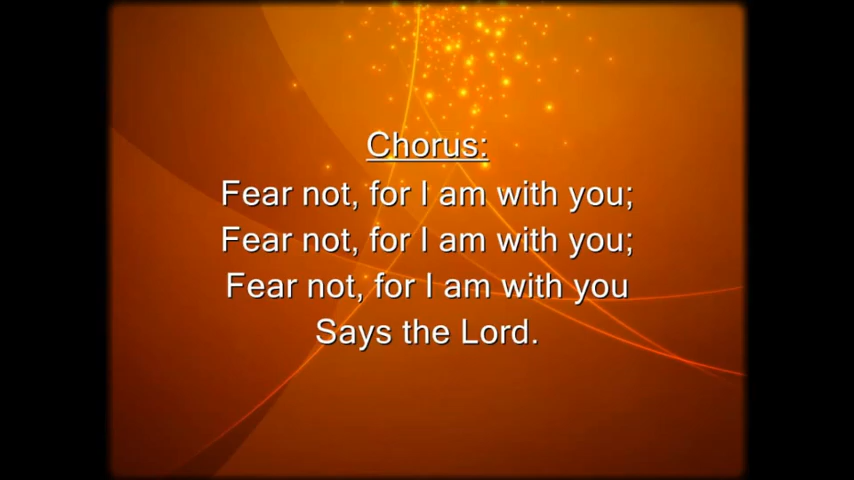 Chorus:
Fear not, for I am with you;
Fear not, for I am with you;
Fear not, for I am with you
Says the Lord.